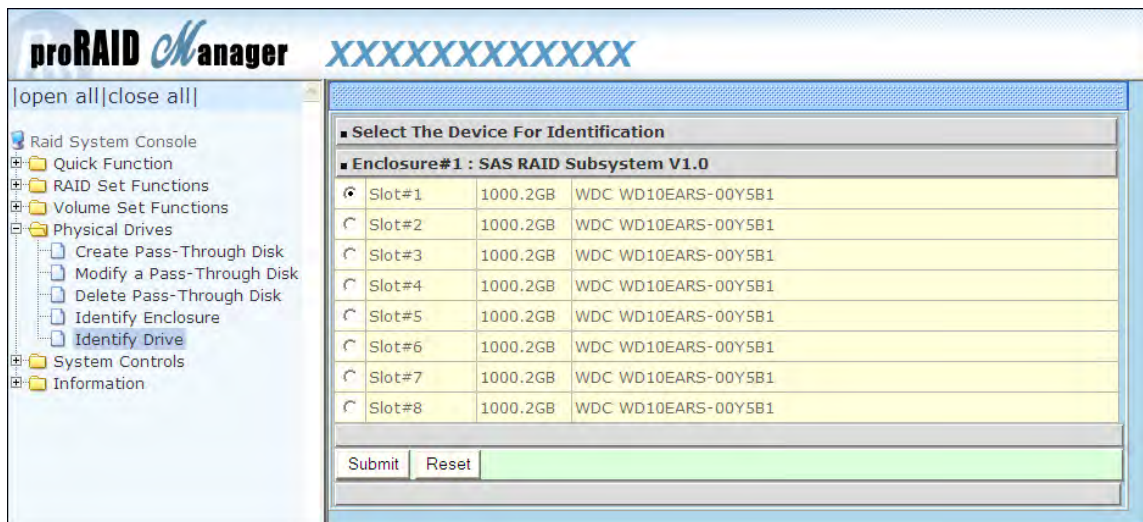 proRAID Manager XXXXXXXXXXXXX
|open all|close all|
Raid System Console
Quick Function
RAID Set Functions
Volume Set Functions
Physical Drives
Create Pass-Through Disk
Modify a Pass-Through Disk
Delete Pass-Through Disk
Identify Enclosure
Identify Drive
System Controls
Information
▪ Select The Device For Identification
▪ Enclosure#1 : SAS RAID Subsystem V1.0
Slot#1 1000.2GB WDC WD10EARS-00Y5B1
Slot#2 1000.2GB WDC WD10EARS-00Y5B1
Slot#3 1000.2GB WDC WD10EARS-00Y5B1
Slot#4 1000.2GB WDC WD10EARS-00Y5B1
Slot#5 1000.2GB WDC WD10EARS-00Y5B1
Slot#6 1000.2GB WDC WD10EARS-00Y5B1
Slot#7 1000.2GB WDC WD10EARS-00Y5B1
Slot#8 1000.2GB WDC WD10EARS-00Y5B1
Submit Reset